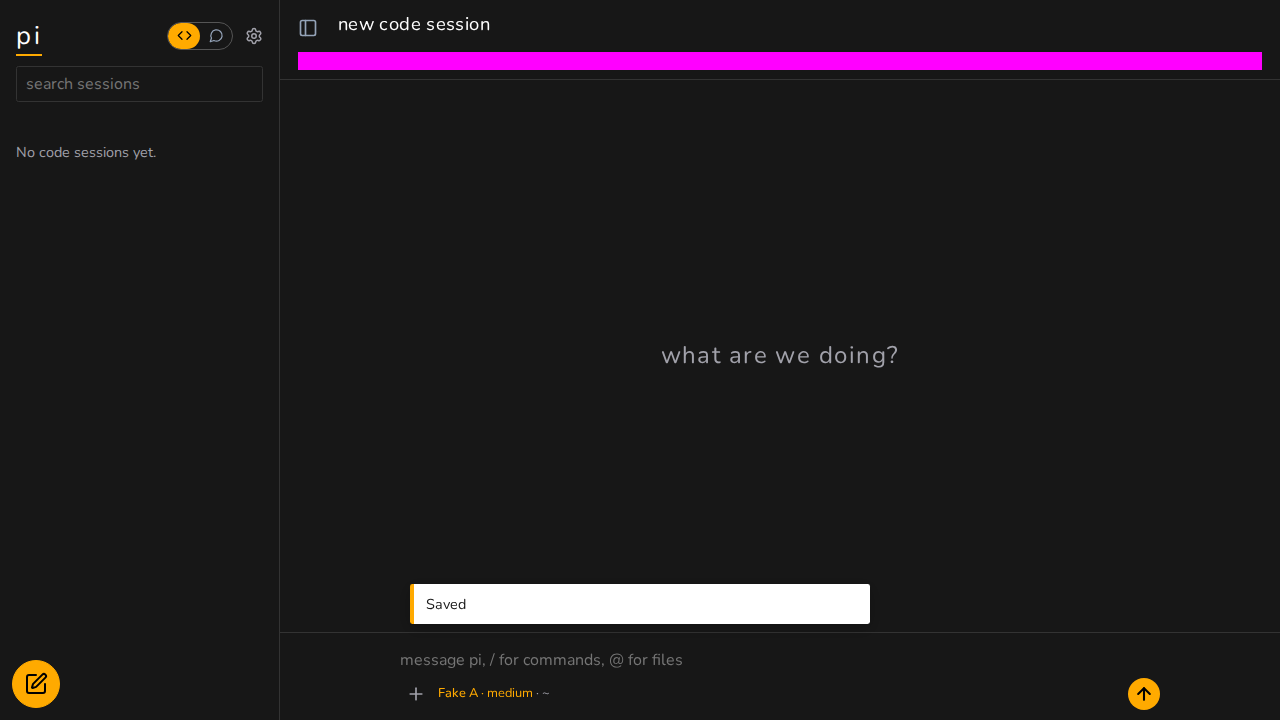 pi
search sessions
No code sessions yet.
new code session
what are we doing?
Saved
message pi, / for commands, @ for files
Fake A · medium · ~